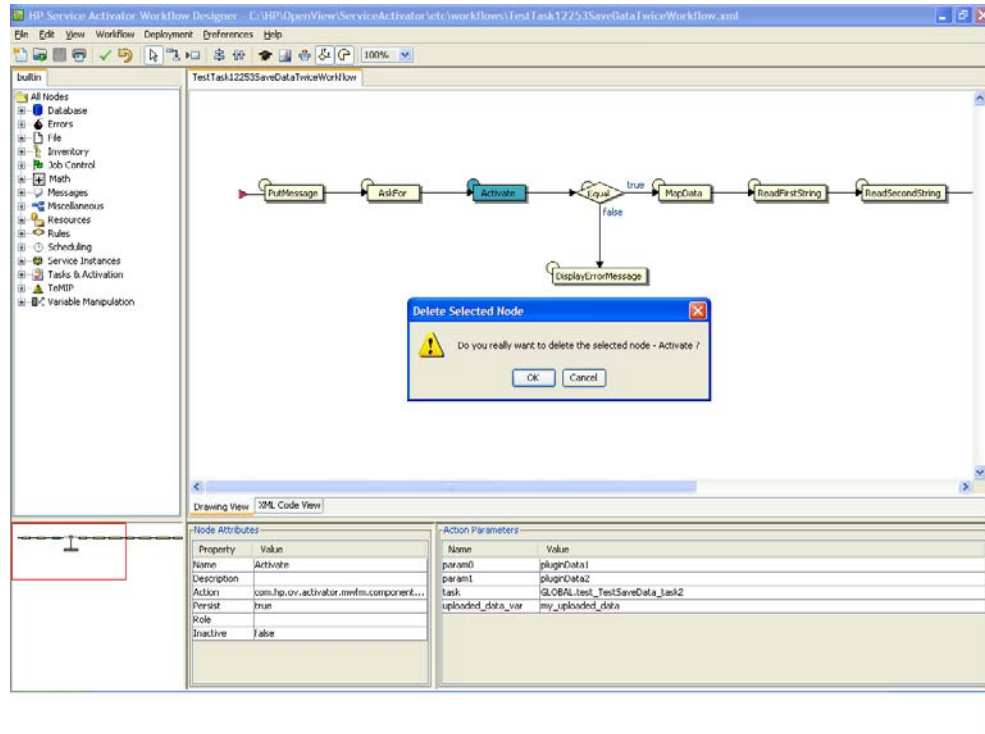 HP Service Activator Workflow Designer - C:\HP\OpenView\ServiceActivator\etc\workflows\TestTask12253SaveDataTwiceWorkflow.xml
File Edit View Workflow Deployment Preferences Help
100%
builtin
TestTask12253SaveDataTwiceWorkflow
All Nodes
Database
Errors
File
Inventory
Job Control
Math
Messages
Miscellaneous
Resources
Rules
Scheduling
Service Instances
Tasks & Activation
TeMIP
Variable Manipulation
PutMessage AskFor Activate Equal true MapData ReadFirstString ReadSecondString
false
DisplayErrorMessage
Delete Selected Node
Do you really want to delete the selected node - Activate ?
OK Cancel
Drawing View XML Code View
Node Attributes
Property Value
Name Activate
Description
Action com.hp.ov.activator.mwfm.component...
Persist true
Role
Inactive false
Action Parameters
Name Value
param0 pluginData1
param1 pluginData2
task GLOBAL.test_TestSaveData_task2
uploaded_data_var my_uploaded_data